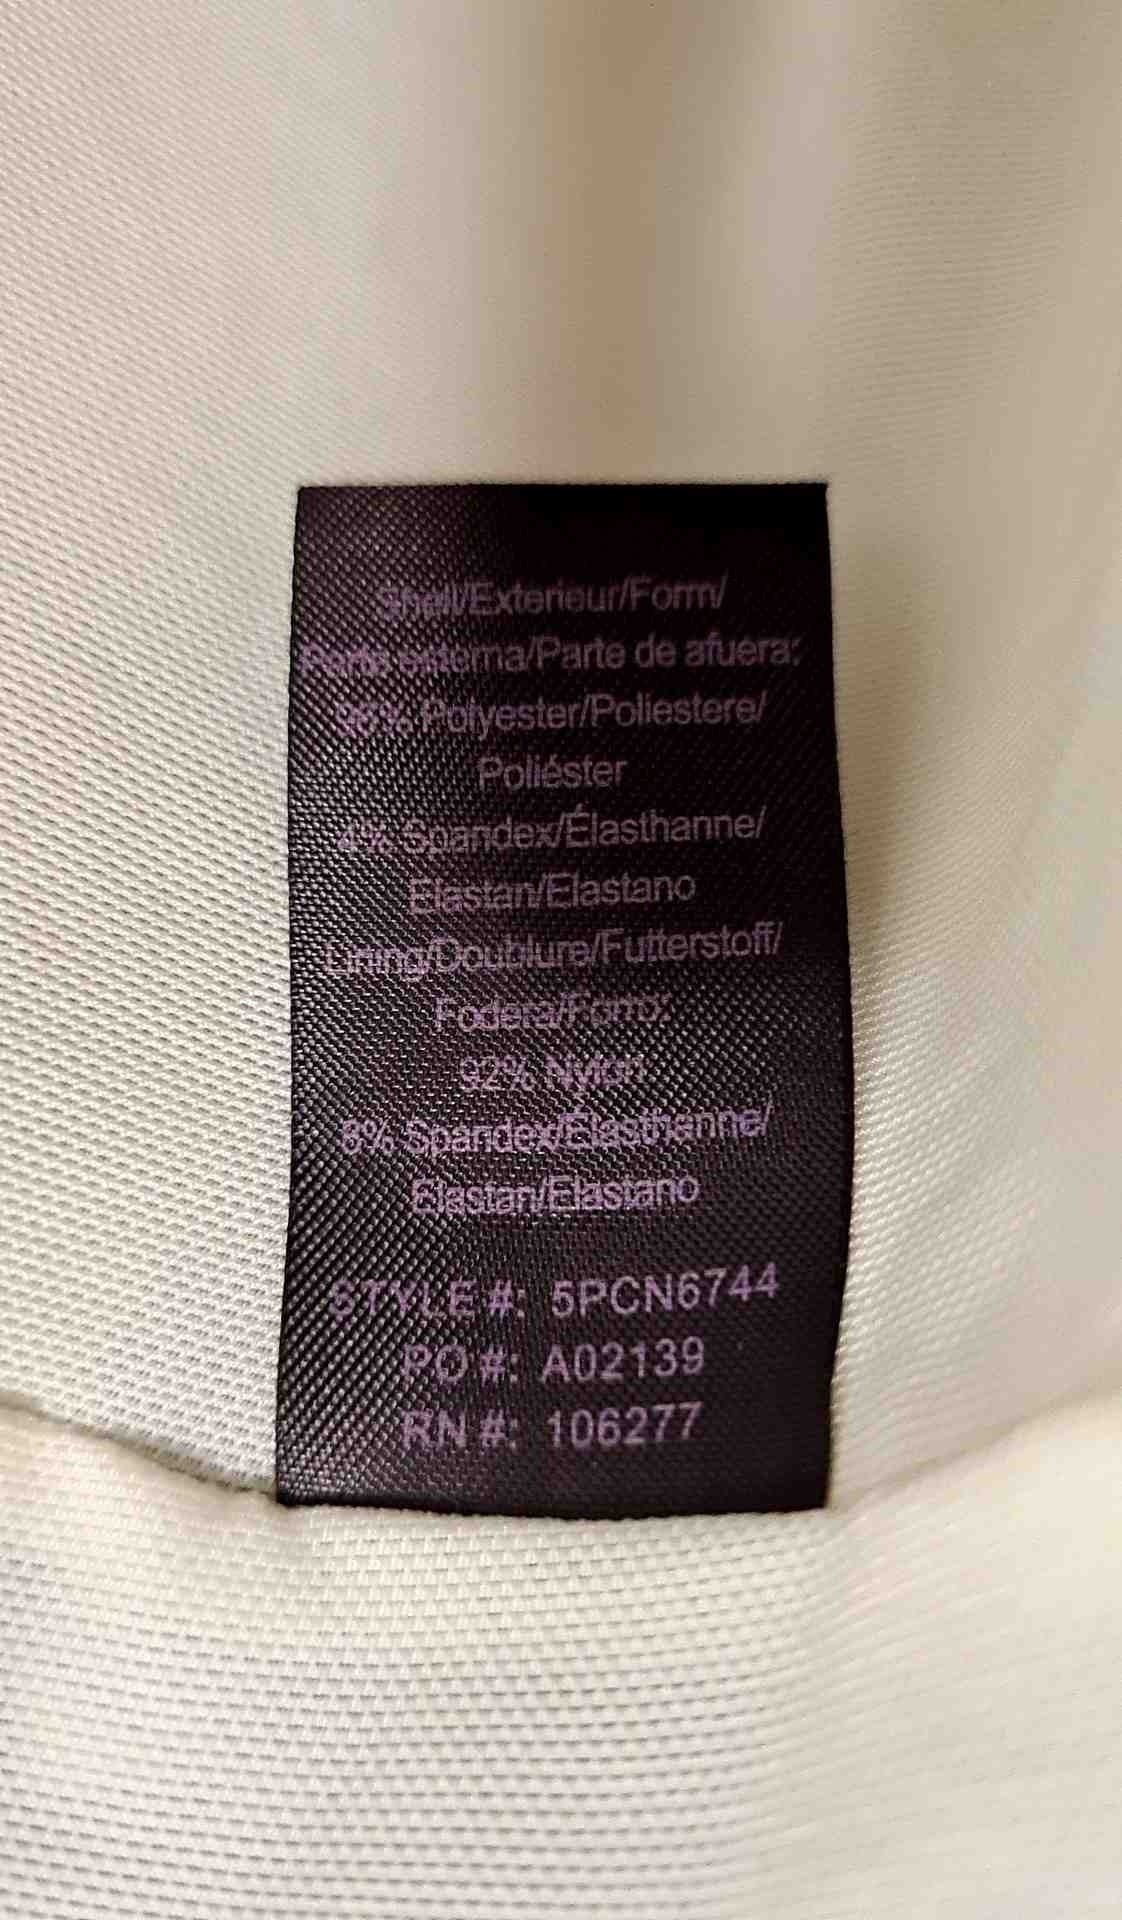 Shell/Exterieur/Form/
Parte externa/Parte de afuera:
96% Polyester/Poliestere/
Poliéster
4% Spandex/Élasthanne/
Elastan/Elastano
Lining/Doublure/Futterstoff/
Fodera/Forro:
92% Nylon
8% Spandex/Élasthanne/
Elastan/Elastano
STYLE #: 5PCN6744
PO #: A02139
RN #: 106277